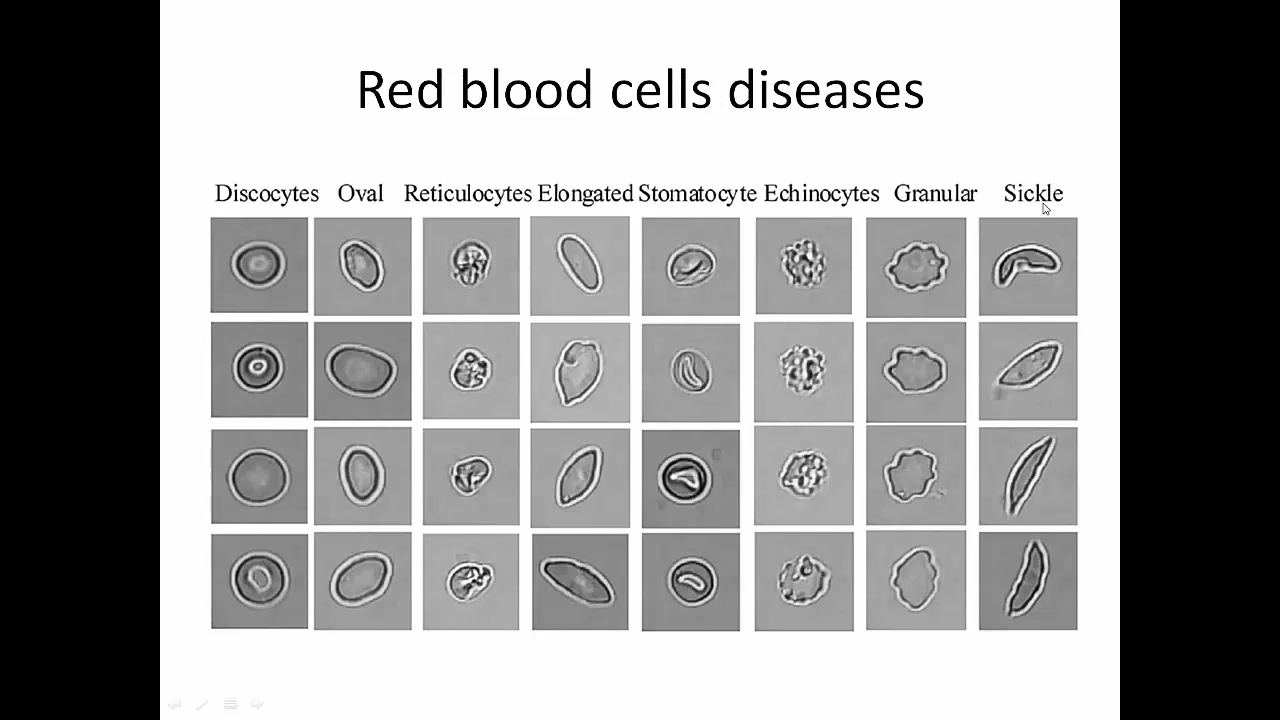 Red blood cells diseases
Discocytes Oval Reticulocytes Elongated Stomatocyte Echinocytes Granular Sickle